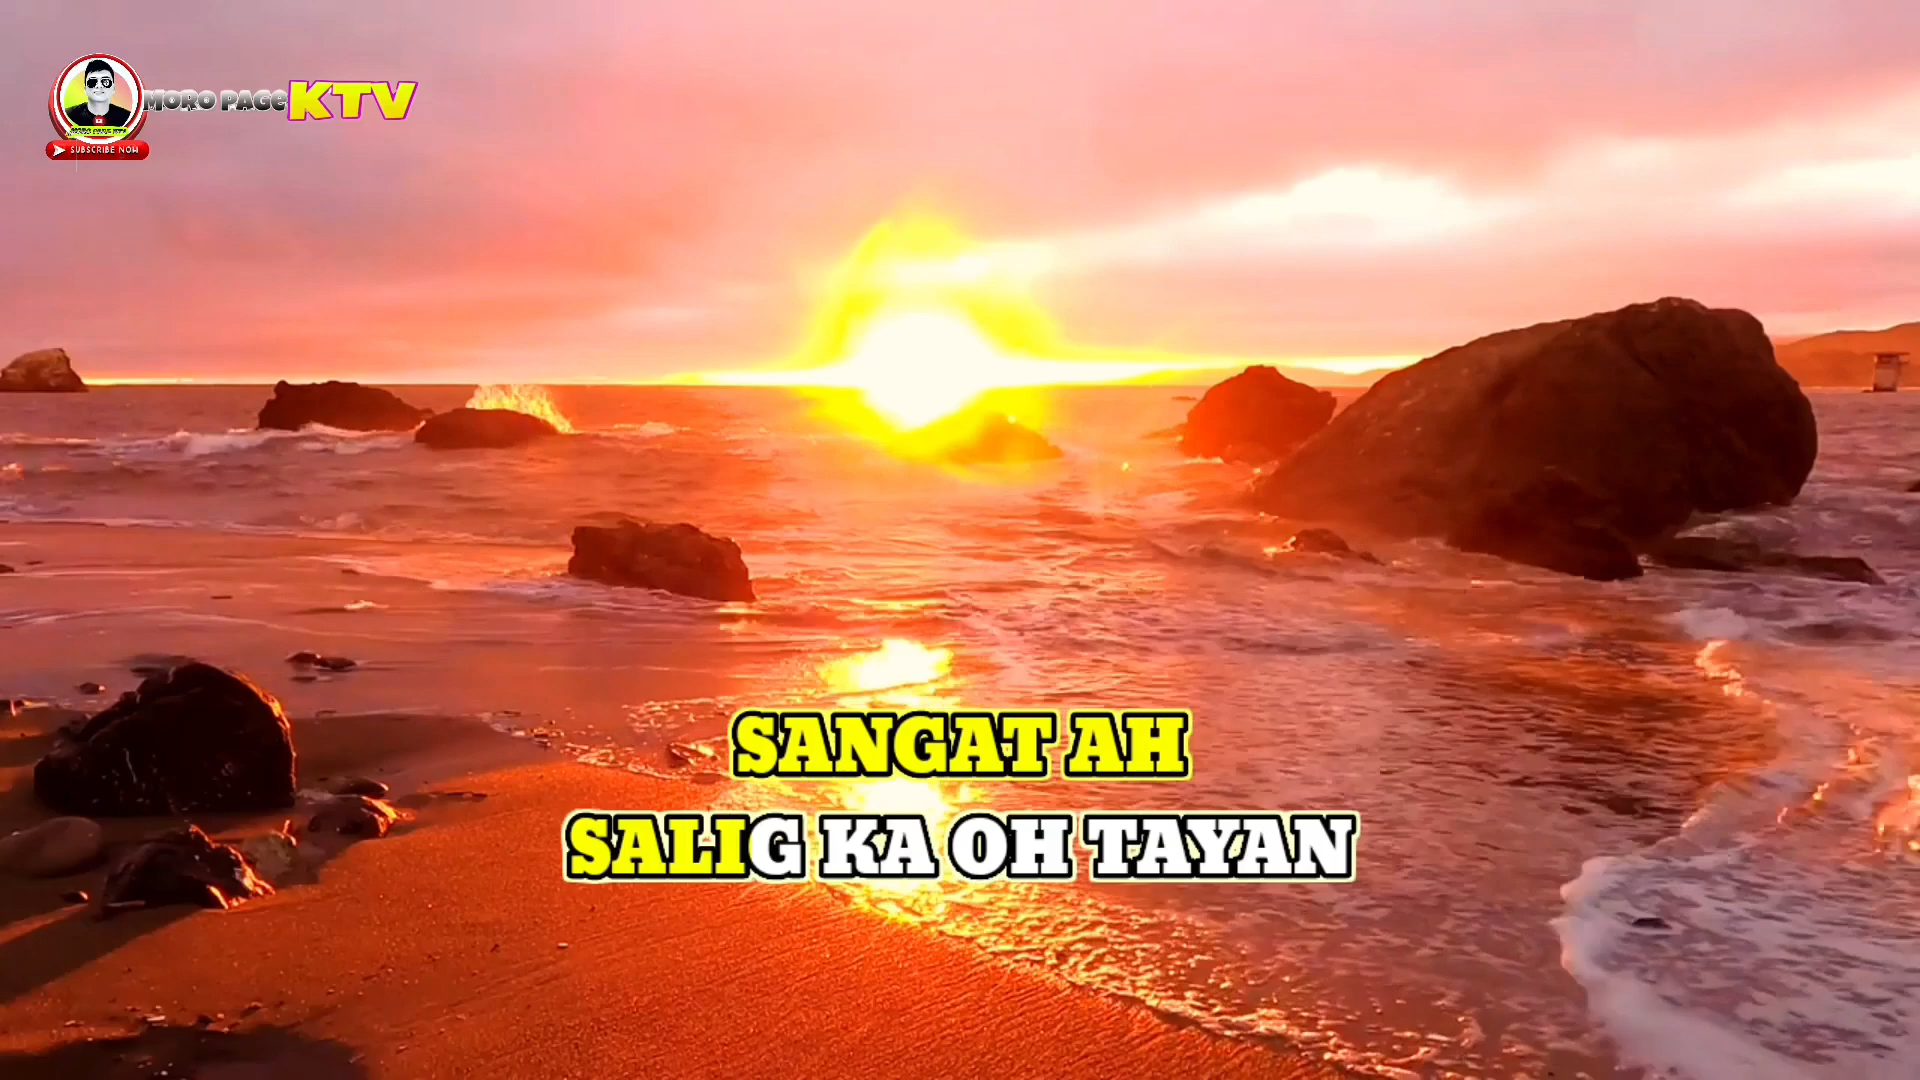 MORO PAGE KTV
SUBSCRIBE NOW
SANGAT AH
SALIG KA OH TAYAN